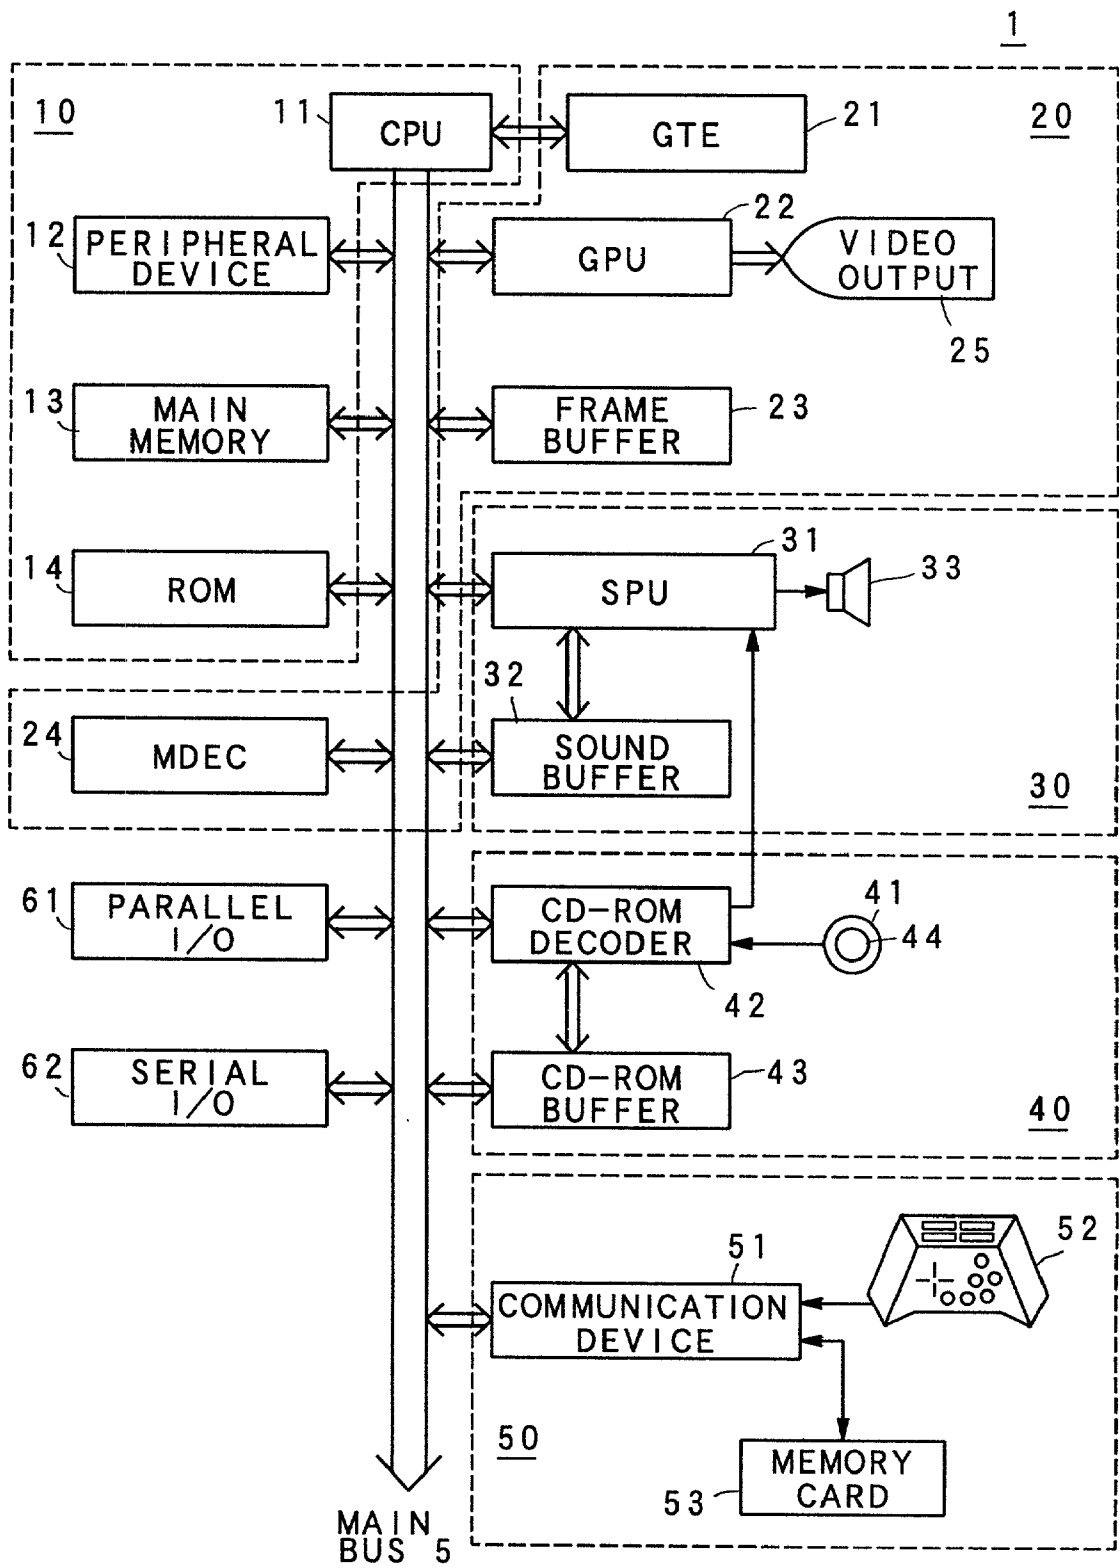 1
10
11
CPU
GTE
21
20
12
PERIPHERAL
DEVICE
22
GPU
VIDEO
OUTPUT
25
13
MAIN
MEMORY
FRAME
BUFFER
23
14
ROM
31
SPU
33
32
24
MDEC
SOUND
BUFFER
30
61
PARALLEL
I/O
CD-ROM
DECODER
41
44
42
62
SERIAL
I/O
CD-ROM
BUFFER
43
40
51
52
COMMUNICATION
DEVICE
50
MEMORY
CARD
53
MAIN
BUS 5